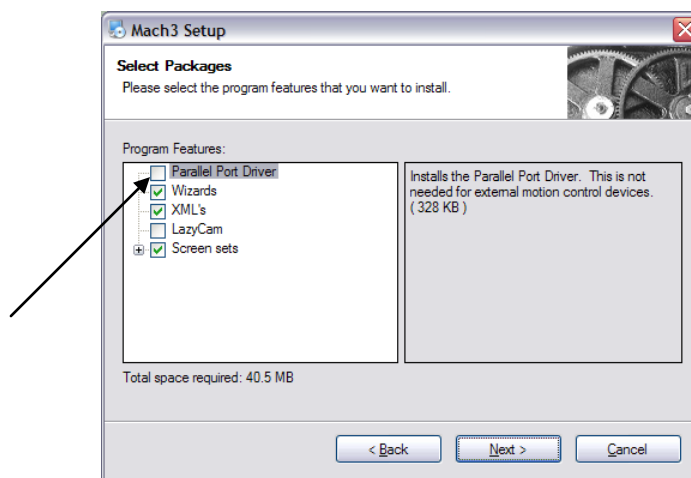 Mach3 Setup
Select Packages
Please select the program features that you want to install.
Program Features:
Parallel Port Driver
Wizards
XML's
LazyCam
Screen sets
Installs the Parallel Port Driver. This is not
needed for external motion control devices.
( 328 KB )
Total space required: 40.5 MB
< Back
Next >
Cancel